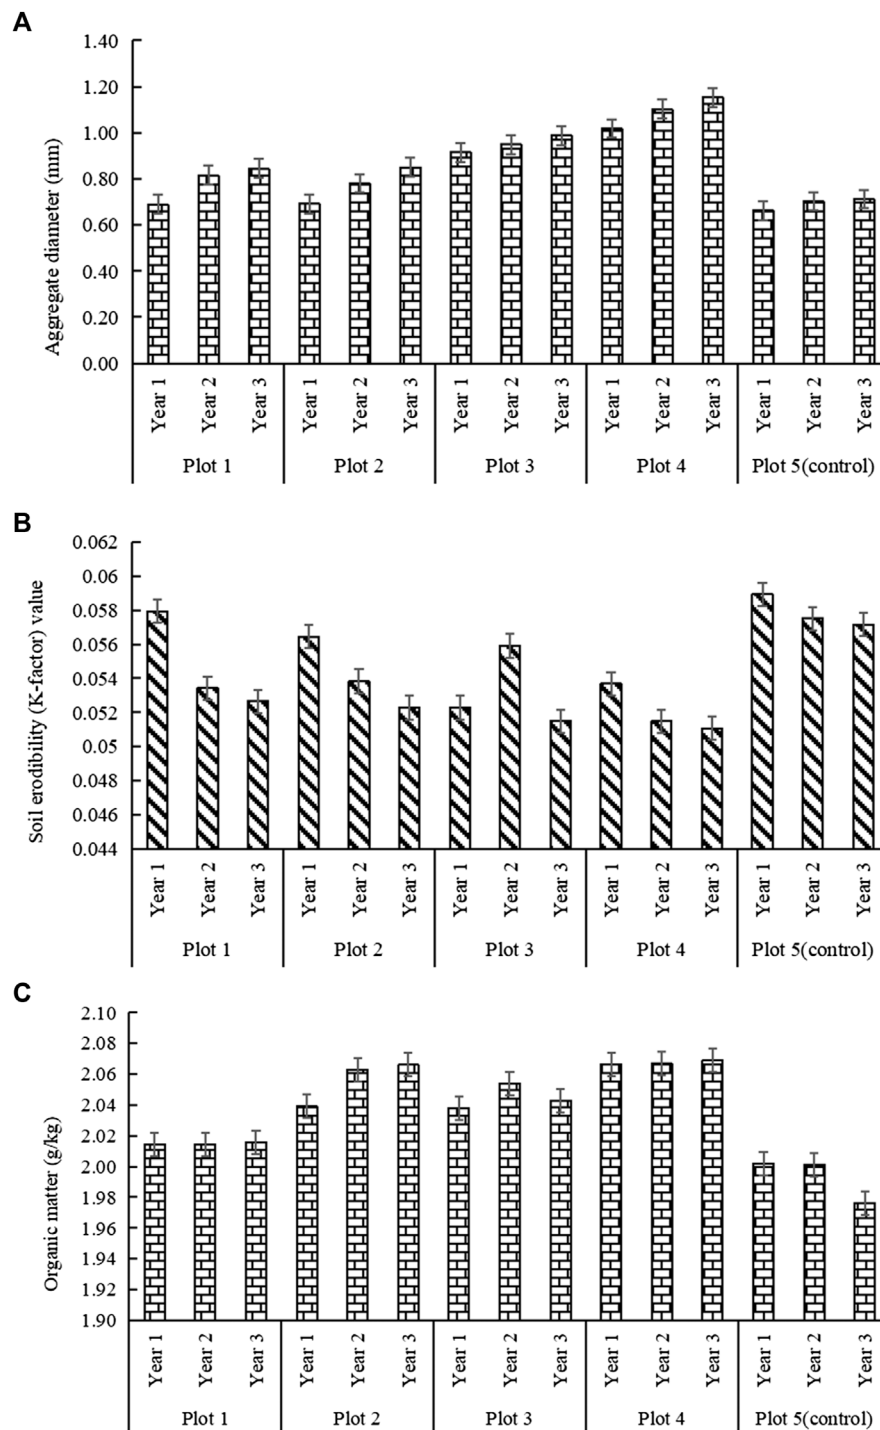 A
Aggregate diameter (mm)
1.40
1.20
1.00
0.80
0.60
0.40
0.20
0.00
Year 1 Year 2 Year 3 Year 1 Year 2 Year 3 Year 1 Year 2 Year 3 Year 1 Year 2 Year 3 Year 1 Year 2 Year 3
Plot 1 Plot 2 Plot 3 Plot 4 Plot 5(control)
B
Soil erodibility (K-factor) value
0.062
0.06
0.058
0.056
0.054
0.052
0.05
0.048
0.046
0.044
Year 1 Year 2 Year 3 Year 1 Year 2 Year 3 Year 1 Year 2 Year 3 Year 1 Year 2 Year 3 Year 1 Year 2 Year 3
Plot 1 Plot 2 Plot 3 Plot 4 Plot 5(control)
C
Organic matter (g/kg)
2.10
2.08
2.06
2.04
2.02
2.00
1.98
1.96
1.94
1.92
1.90
Year 1 Year 2 Year 3 Year 1 Year 2 Year 3 Year 1 Year 2 Year 3 Year 1 Year 2 Year 3 Year 1 Year 2 Year 3
Plot 1 Plot 2 Plot 3 Plot 4 Plot 5(control)